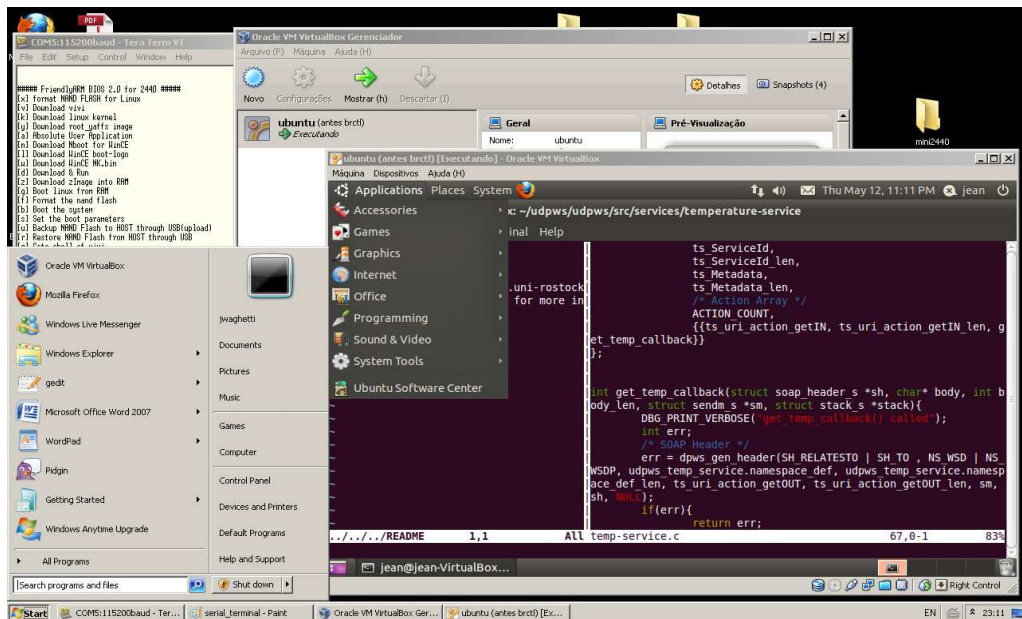 COM5:115200baud - Tera Term VT
File Edit Setup Control Window Help
##### FriendlyARM BIOS 2.0 for 2440 #####
[x] format NAND FLASH for Linux
[v] Download vivi
[k] Download linux kernel
[y] Download root_yaffs image
[a] Absolute User Application
[n] Download Nboot for WinCE
[l] Download WinCE boot-logo
[w] Download WinCE NK.bin
[d] Download & Run
[z] Download zImage into RAM
[g] Boot linux from RAM
[f] Format the nand flash
[b] Boot the system
[s] Set the boot parameters
[u] Backup NAND Flash to HOST through USB(upload)
[r] Restore NAND Flash from HOST through USB
Oracle VM VirtualBox Gerenciador
Arquivo (F) Máquina Ajuda (H)
Novo Configurações Mostrar (h) Descartar (I)
Detalhes Snapshots (4)
ubuntu (antes brctl)
Executando
Geral
Nome: ubuntu
Pré-Visualização
mini2440
PDF
ubuntu (antes brctl) [Executando] - Oracle VM VirtualBox
Máquina Dispositivos Ajuda (H)
Applications Places System
Thu May 12, 11:11 PM jean
x: ~/udpws/udpws/src/services/temperature-service
inal Help
Accessories
Games
Graphics
Internet
Office
Programming
Sound & Video
System Tools
Ubuntu Software Center
.uni-rostock
for more in
ts_ServiceId,
ts_ServiceId_len,
ts_Metadata,
ts_Metadata_len,
/* Action Array */
ACTION_COUNT,
{{ts_uri_action_getIN, ts_uri_action_getIN_len, g
et_temp_callback}}
};
int get_temp_callback(struct soap_header_s *sh, char* body, int b
ody_len, struct sendm_s *sm, struct stack_s *stack){
DBG_PRINT_VERBOSE("get_temp_callback() called");
int err;
/* SOAP Header */
err = dpws_gen_header(SH_RELATESTO | SH_TO , NS_WSD | NS_
WSDP, udpws_temp_service.namespace_def, udpws_temp_service.namesp
ace_def_len, ts_uri_action_getOUT, ts_uri_action_getOUT_len, sm,
sh, NULL);
if(err){
return err;
../../../README 1,1 All temp-service.c 67,0-1 83%
jean@jean-VirtualBox...
Right Control
Oracle VM VirtualBox
Mozilla Firefox
Windows Live Messenger
Windows Explorer
gedit
Microsoft Office Word 2007
WordPad
Pidgin
Getting Started
Windows Anytime Upgrade
All Programs
Search programs and files
jwaghetti
Documents
Pictures
Music
Games
Computer
Control Panel
Devices and Printers
Default Programs
Help and Support
Shut down
Start COM5:115200baud - Ter... serial_terminal - Paint Oracle VM VirtualBox Ger... ubuntu (antes brctl) [Ex... EN 23:11